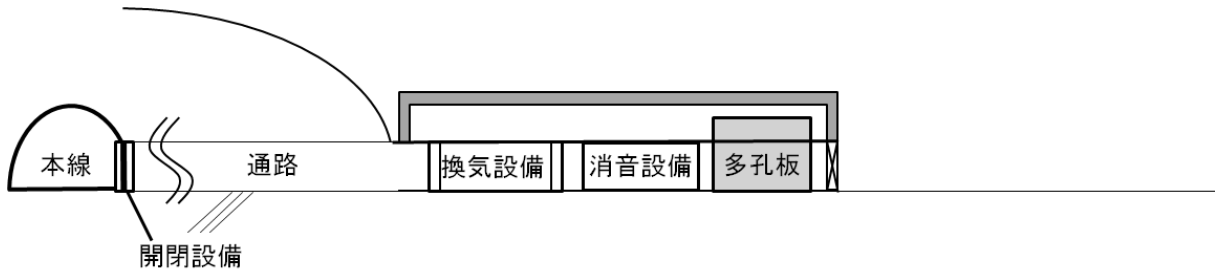 本線
通路
換気設備
消音設備
多孔板
開閉設備